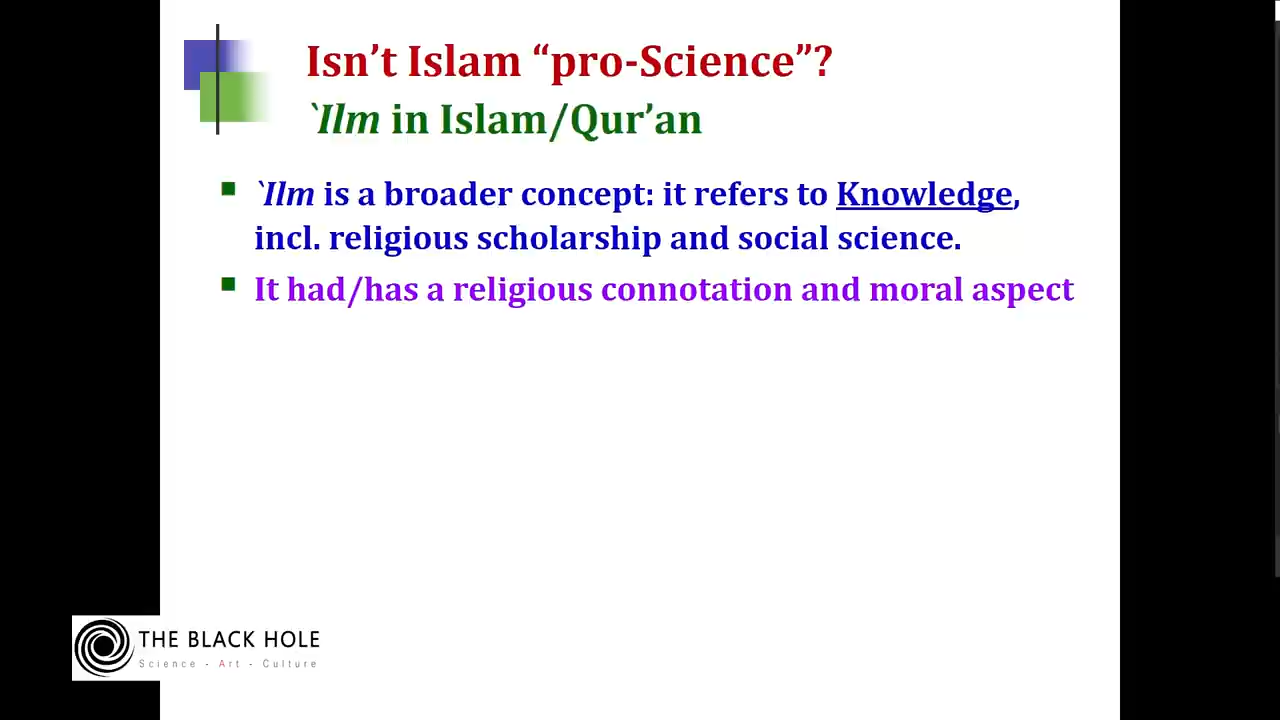 Isn’t Islam “pro-Science”?
`Ilm in Islam/Qur’an
`Ilm is a broader concept: it refers to Knowledge,
incl. religious scholarship and social science.
It had/has a religious connotation and moral aspect
THE BLACK HOLE
Science - Art - Culture